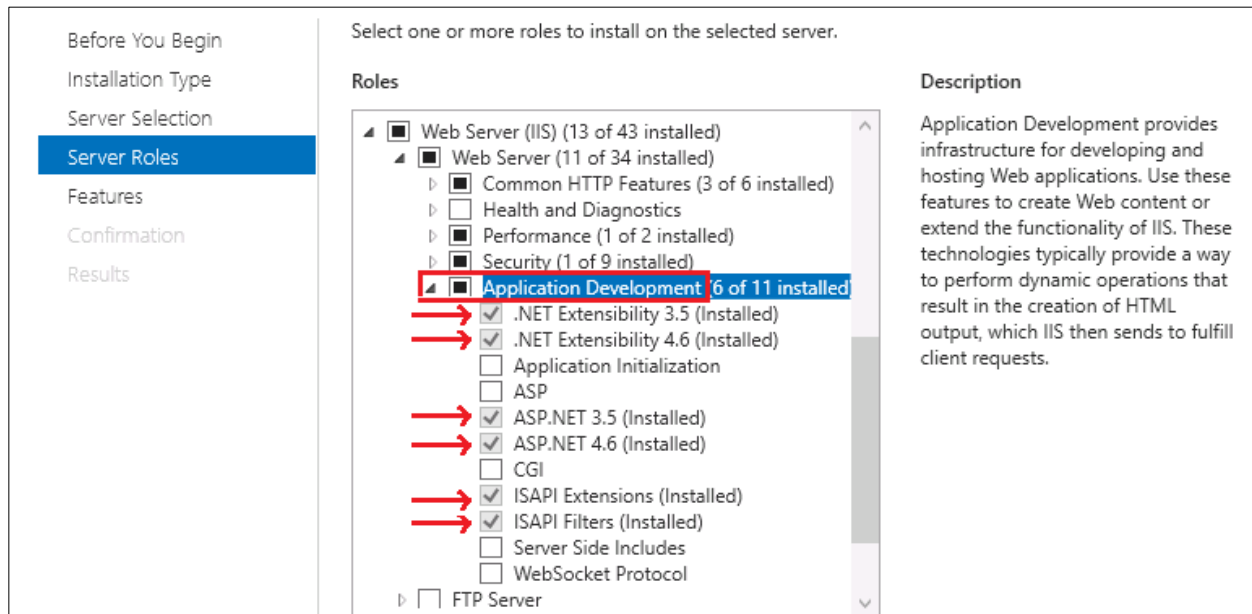 Before You Begin
Installation Type
Server Selection
Server Roles
Features
Confirmation
Results
Select one or more roles to install on the selected server.
Roles
Web Server (IIS) (13 of 43 installed)
Web Server (11 of 34 installed)
Common HTTP Features (3 of 6 installed)
Health and Diagnostics
Performance (1 of 2 installed)
Security (1 of 9 installed)
Application Development (6 of 11 installed)
.NET Extensibility 3.5 (Installed)
.NET Extensibility 4.6 (Installed)
Application Initialization
ASP
ASP.NET 3.5 (Installed)
ASP.NET 4.6 (Installed)
CGI
ISAPI Extensions (Installed)
ISAPI Filters (Installed)
Server Side Includes
WebSocket Protocol
FTP Server
Description
Application Development provides
infrastructure for developing and
hosting Web applications. Use these
features to create Web content or
extend the functionality of IIS. These
technologies typically provide a way
to perform dynamic operations that
result in the creation of HTML
output, which IIS then sends to fulfill
client requests.